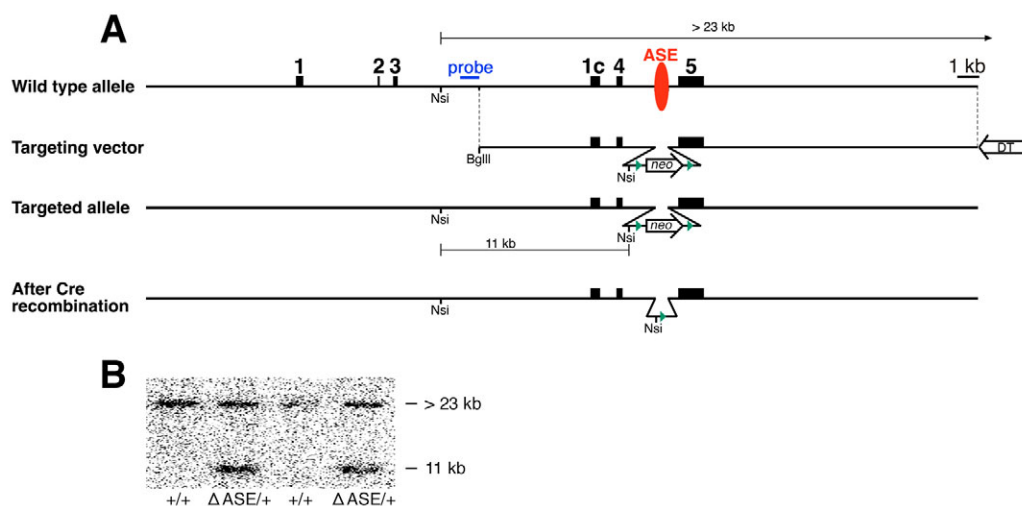 A
> 23 kb
ASE
1 2 3 probe 1c 4 5 1 kb
Wild type allele
Nsi
Targeting vector
DT
BglII
neo
Nsi
Targeted allele
Nsi
neo
Nsi
11 kb
After Cre
recombination
Nsi
Nsi
B
> 23 kb
11 kb
+/+ Δ ASE/+ +/+ Δ ASE/+